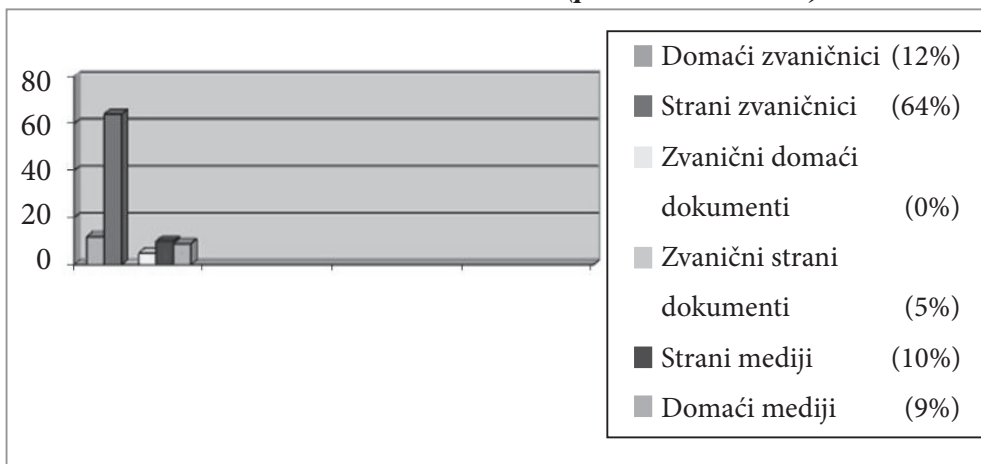 80
60
40
20
0
Domaći zvaničnici (12%)
Strani zvaničnici (64%)
Zvanični domaći
dokumenti (0%)
Zvanični strani
dokumenti (5%)
Strani mediji (10%)
Domaći mediji (9%)